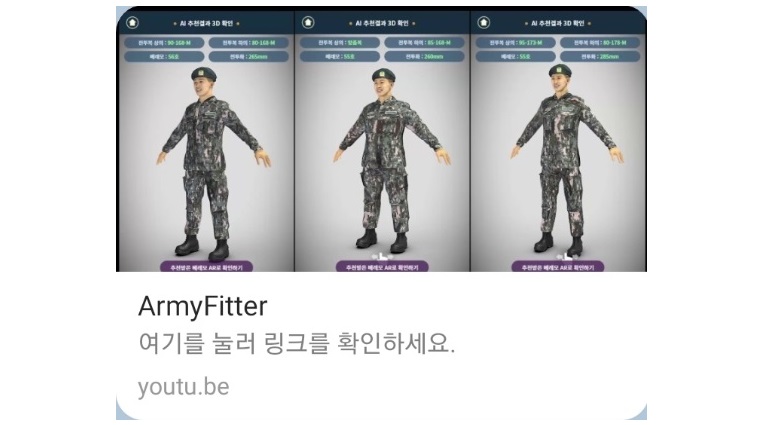 AI 추천결과 3D 확인
AI 추천결과 3D 확인
AI 추천결과 3D 확인
전투복 상의 : 90-168-M
전투복 하의 : 80-168-M
전투복 상의 : 맞춤복
전투복 하의 : 85-168-M
전투복 상의 : 95-173-M
전투복 하의 : 80-173-M
베레모 : 56호
전투화 : 265mm
베레모 : 55호
전투화 : 260mm
베레모 : 55호
전투화 : 285mm
추천받은 베레모 AR로 확인하기
추천받은 베레모 AR로 확인하기
추천받은 베레모 AR로 확인하기
ArmyFitter
여기를 눌러 링크를 확인하세요.
youtu.be